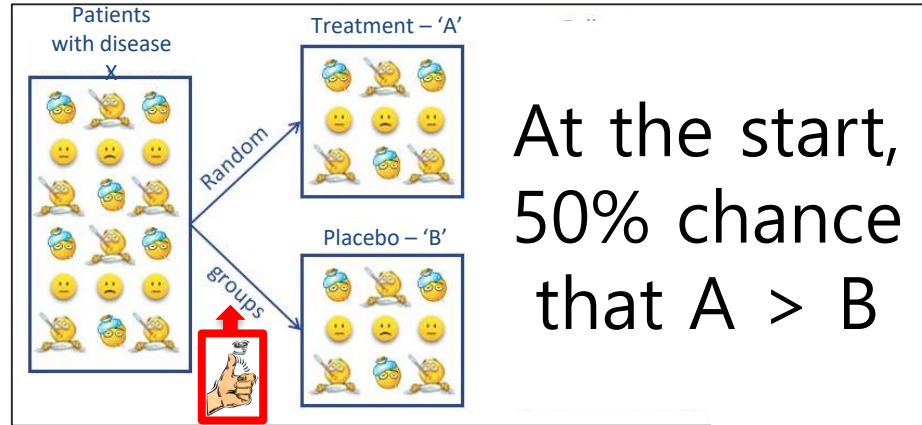 Patients
with disease
X
Treatment – ‘A’
Random
groups
Placebo – ‘B’
At the start,
50% chance
that A > B